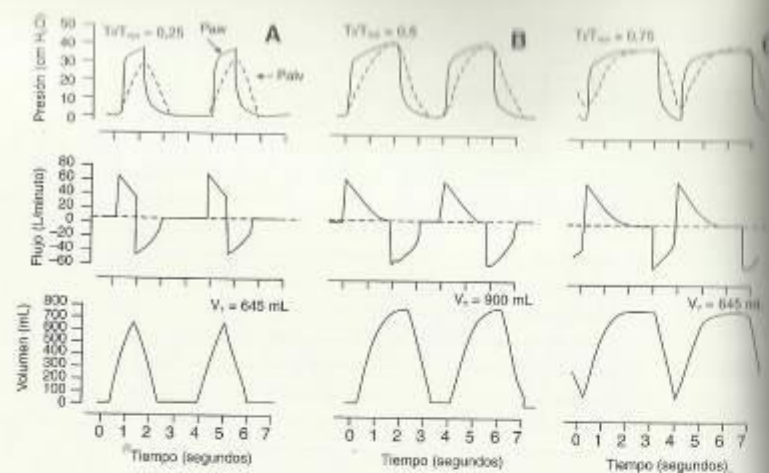 Ti/Ttot = 0,25
Paw
A
Palv
Ti/Ttot = 0,5
B
Ti/Ttot = 0,75
Presión (cm H₂O)
50
40
30
20
10
0
Flujo (L/minuto)
80
60
40
20
0
-20
-40
-60
VT = 645 mL
VT = 900 mL
VT = 645 mL
Volumen (mL)
800
700
600
500
400
300
200
100
0
0 1 2 3 4 5 6 7
0 1 2 3 4 5 6 7
0 1 2 3 4 5 6 7
Tiempo (segundos)
Tiempo (segundos)
Tiempo (segundos)